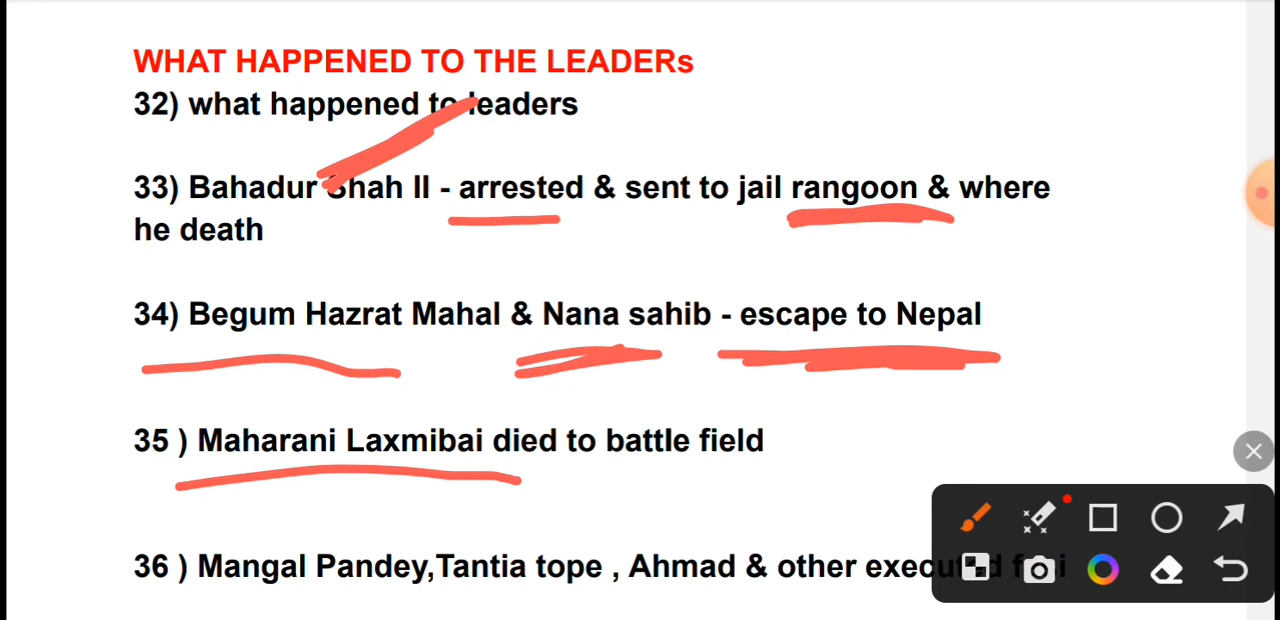 WHAT HAPPENED TO THE LEADERs
32) what happened to leaders
33) Bahadur Shah II - arrested & sent to jail rangoon & where
he death
34) Begum Hazrat Mahal & Nana sahib - escape to Nepal
35 ) Maharani Laxmibai died to battle field
36 ) Mangal Pandey,Tantia tope , Ahmad & other executed